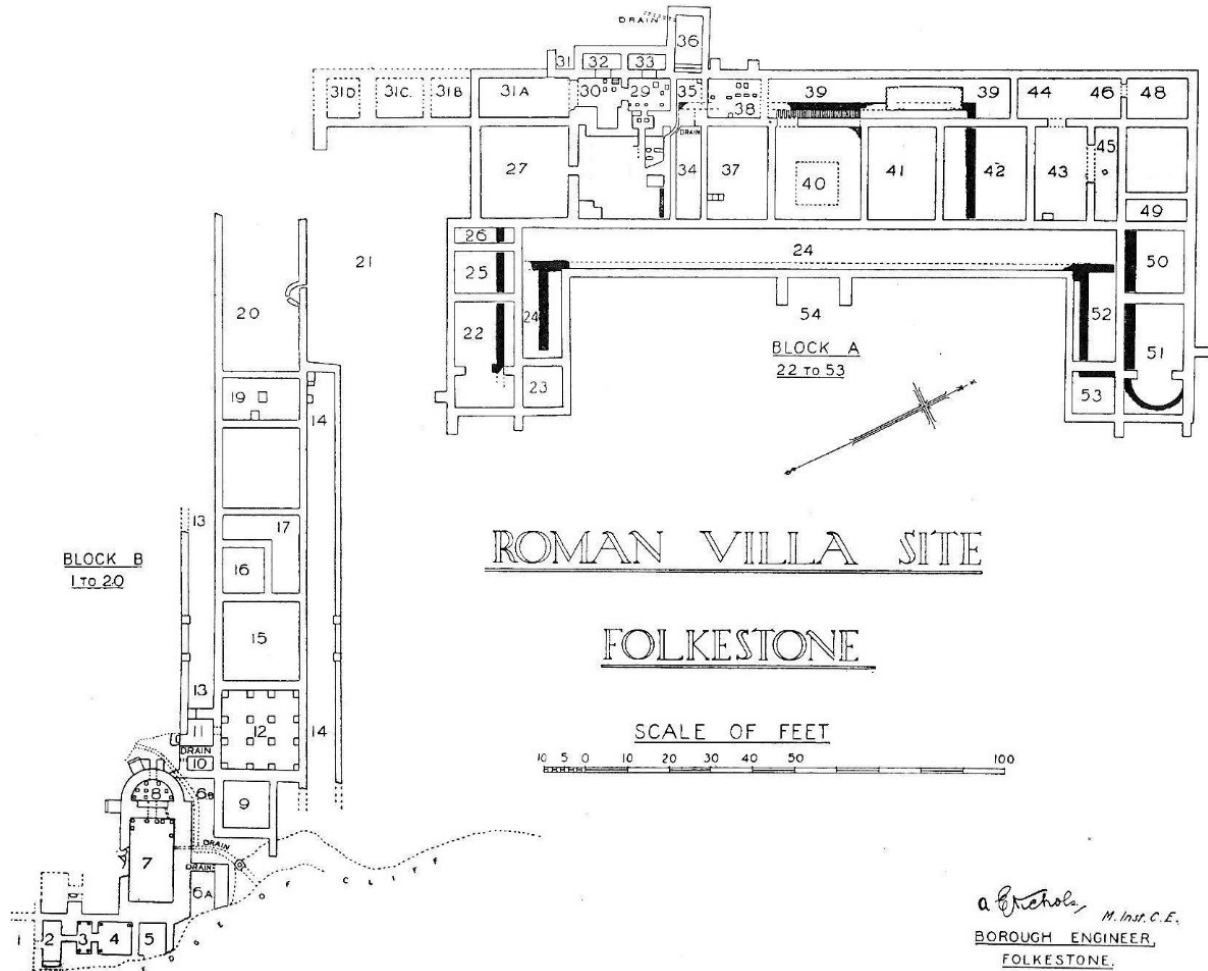 DRAIN
36
31 32 33
31D 31C. 31B 31A 30 29 35 38 39 39 44 46 48
DRAIN
27 34 37 40 41 42 43 45
49
26 24
21 25 50
20 22 24 54 52 51
BLOCK A
22 TO 53
19 14 23 53
13 17
BLOCK B
1 TO 20
16
ROMAN VILLA SITE
15
FOLKESTONE
13
11 12 14
DRAIN
10
SCALE OF FEET
10 5 0 10 20 30 40 50 100
8 6B 9
DRAIN
7
DRAIN
6A
EDGE OF CLIFF
1 2 3 4 5
M. Inst. C.E.
BOROUGH ENGINEER,
FOLKESTONE.